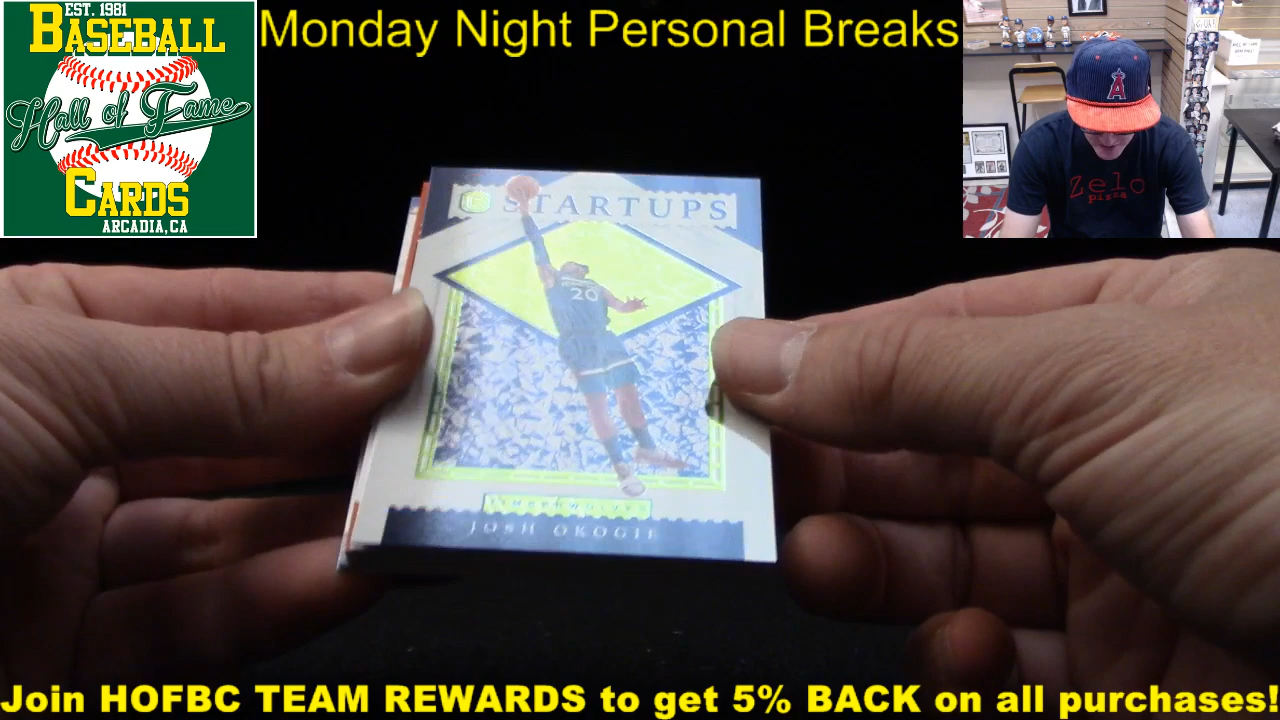 EST. 1981
BASEBALL
Hall of Fame
CARDS
ARCADIA, CA
Monday Night Personal Breaks
A
Zelo
pizza
STARTUPS
20
TIMBERWOLVES
JOSH OKOGIE
Join HOFBC TEAM REWARDS to get 5% BACK on all purchases!